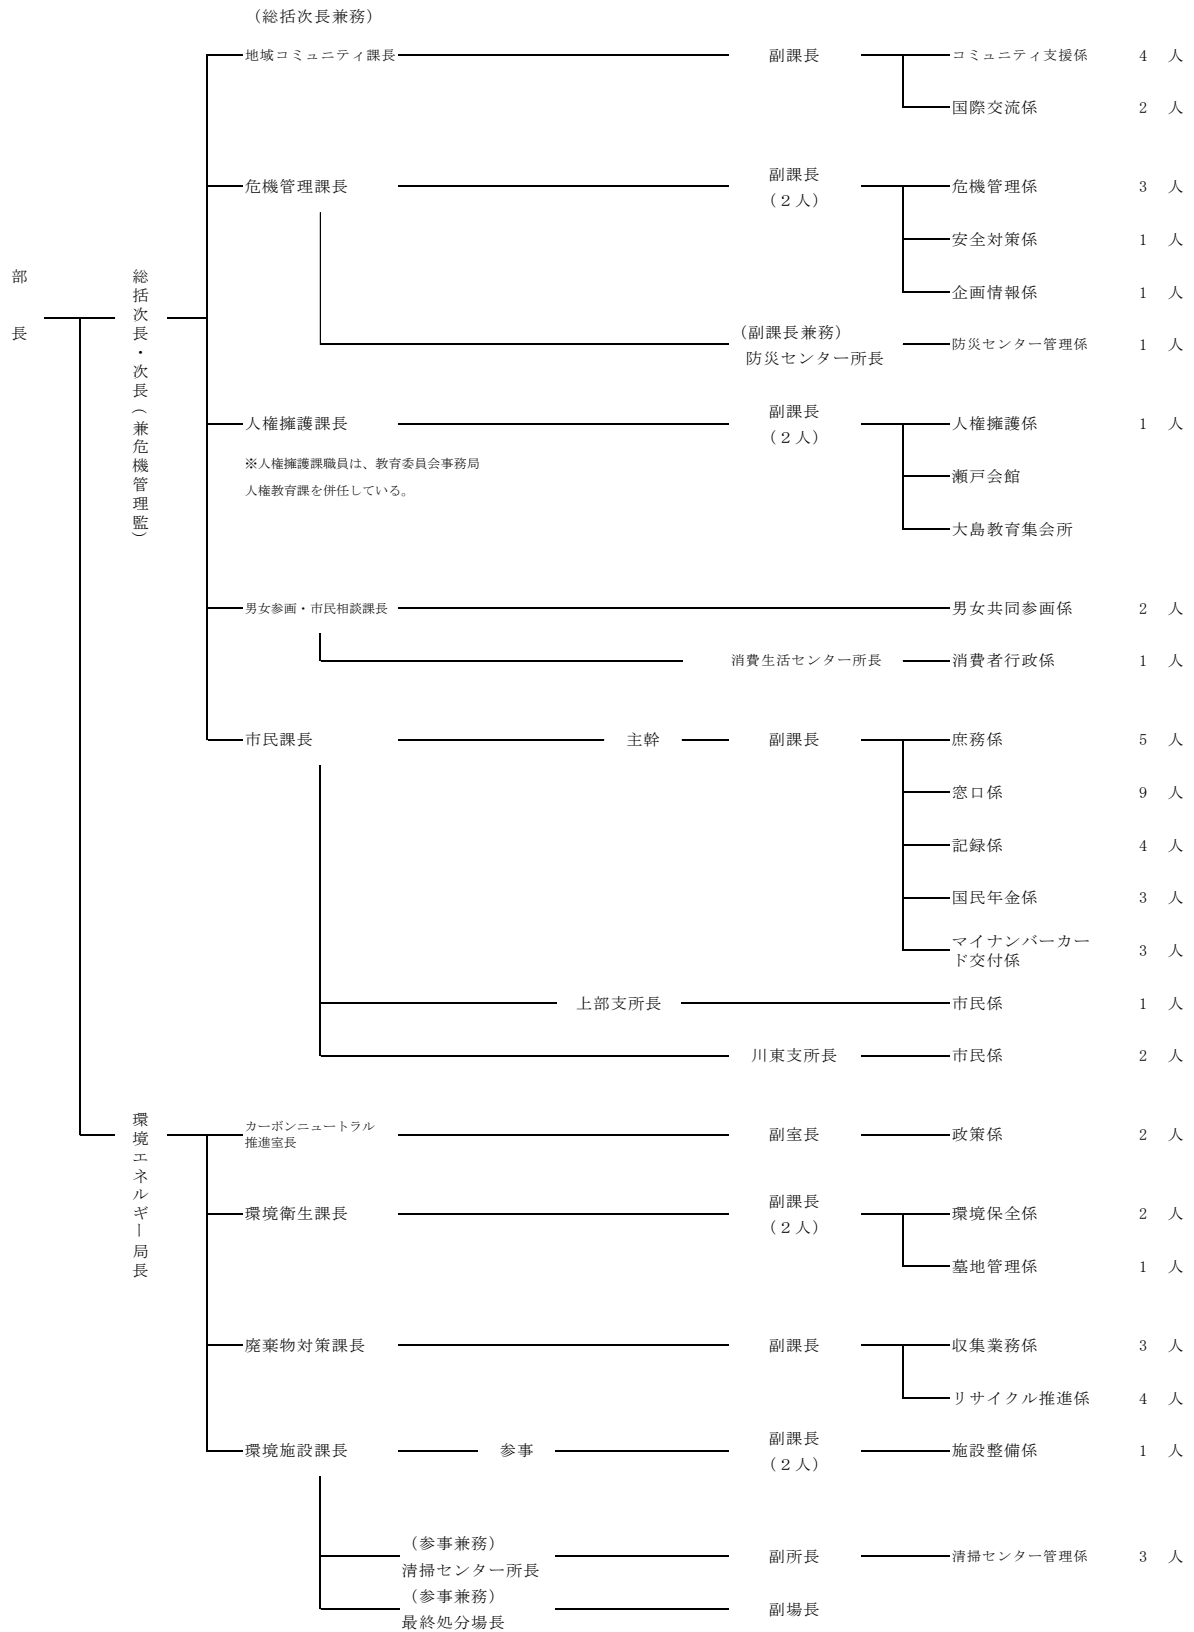 （総括次長兼務）
地域コミュニティ課長 副課長 コミュニティ支援係 4 人
国際交流係 2 人
副課長
危機管理課長 （２人） 危機管理係 3 人
安全対策係 1 人
部長
総括次長・次長（兼危機管理監）
企画情報係 1 人
（副課長兼務）
防災センター所長 防災センター管理係 1 人
副課長
人権擁護課長 （２人） 人権擁護係 1 人
※人権擁護課職員は、教育委員会事務局
人権教育課を併任している。
瀬戸会館
大島教育集会所
男女参画・市民相談課長 男女共同参画係 2 人
消費生活センター所長 消費者行政係 1 人
市民課長 主幹 副課長 庶務係 5 人
窓口係 9 人
記録係 4 人
国民年金係 3 人
マイナンバーカー
ド交付係 3 人
上部支所長 市民係 1 人
川東支所長 市民係 2 人
環境エネルギー局長
カーボンニュートラル
推進室長 副室長 政策係 2 人
副課長
環境衛生課長 （２人） 環境保全係 2 人
墓地管理係 1 人
廃棄物対策課長 副課長 収集業務係 3 人
リサイクル推進係 4 人
副課長
環境施設課長 参事 （２人） 施設整備係 1 人
（参事兼務）
清掃センター所長 副所長 清掃センター管理係 3 人
（参事兼務）
最終処分場長 副場長